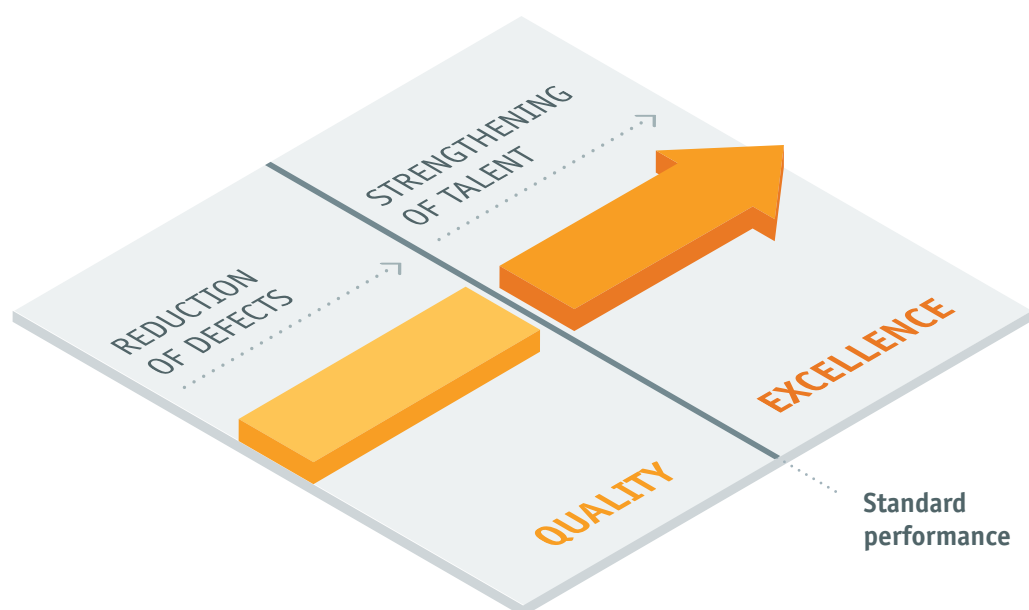 STRENGTHENING
OF TALENT
REDUCTION
OF DEFECTS
EXCELLENCE
QUALITY
Standard
performance